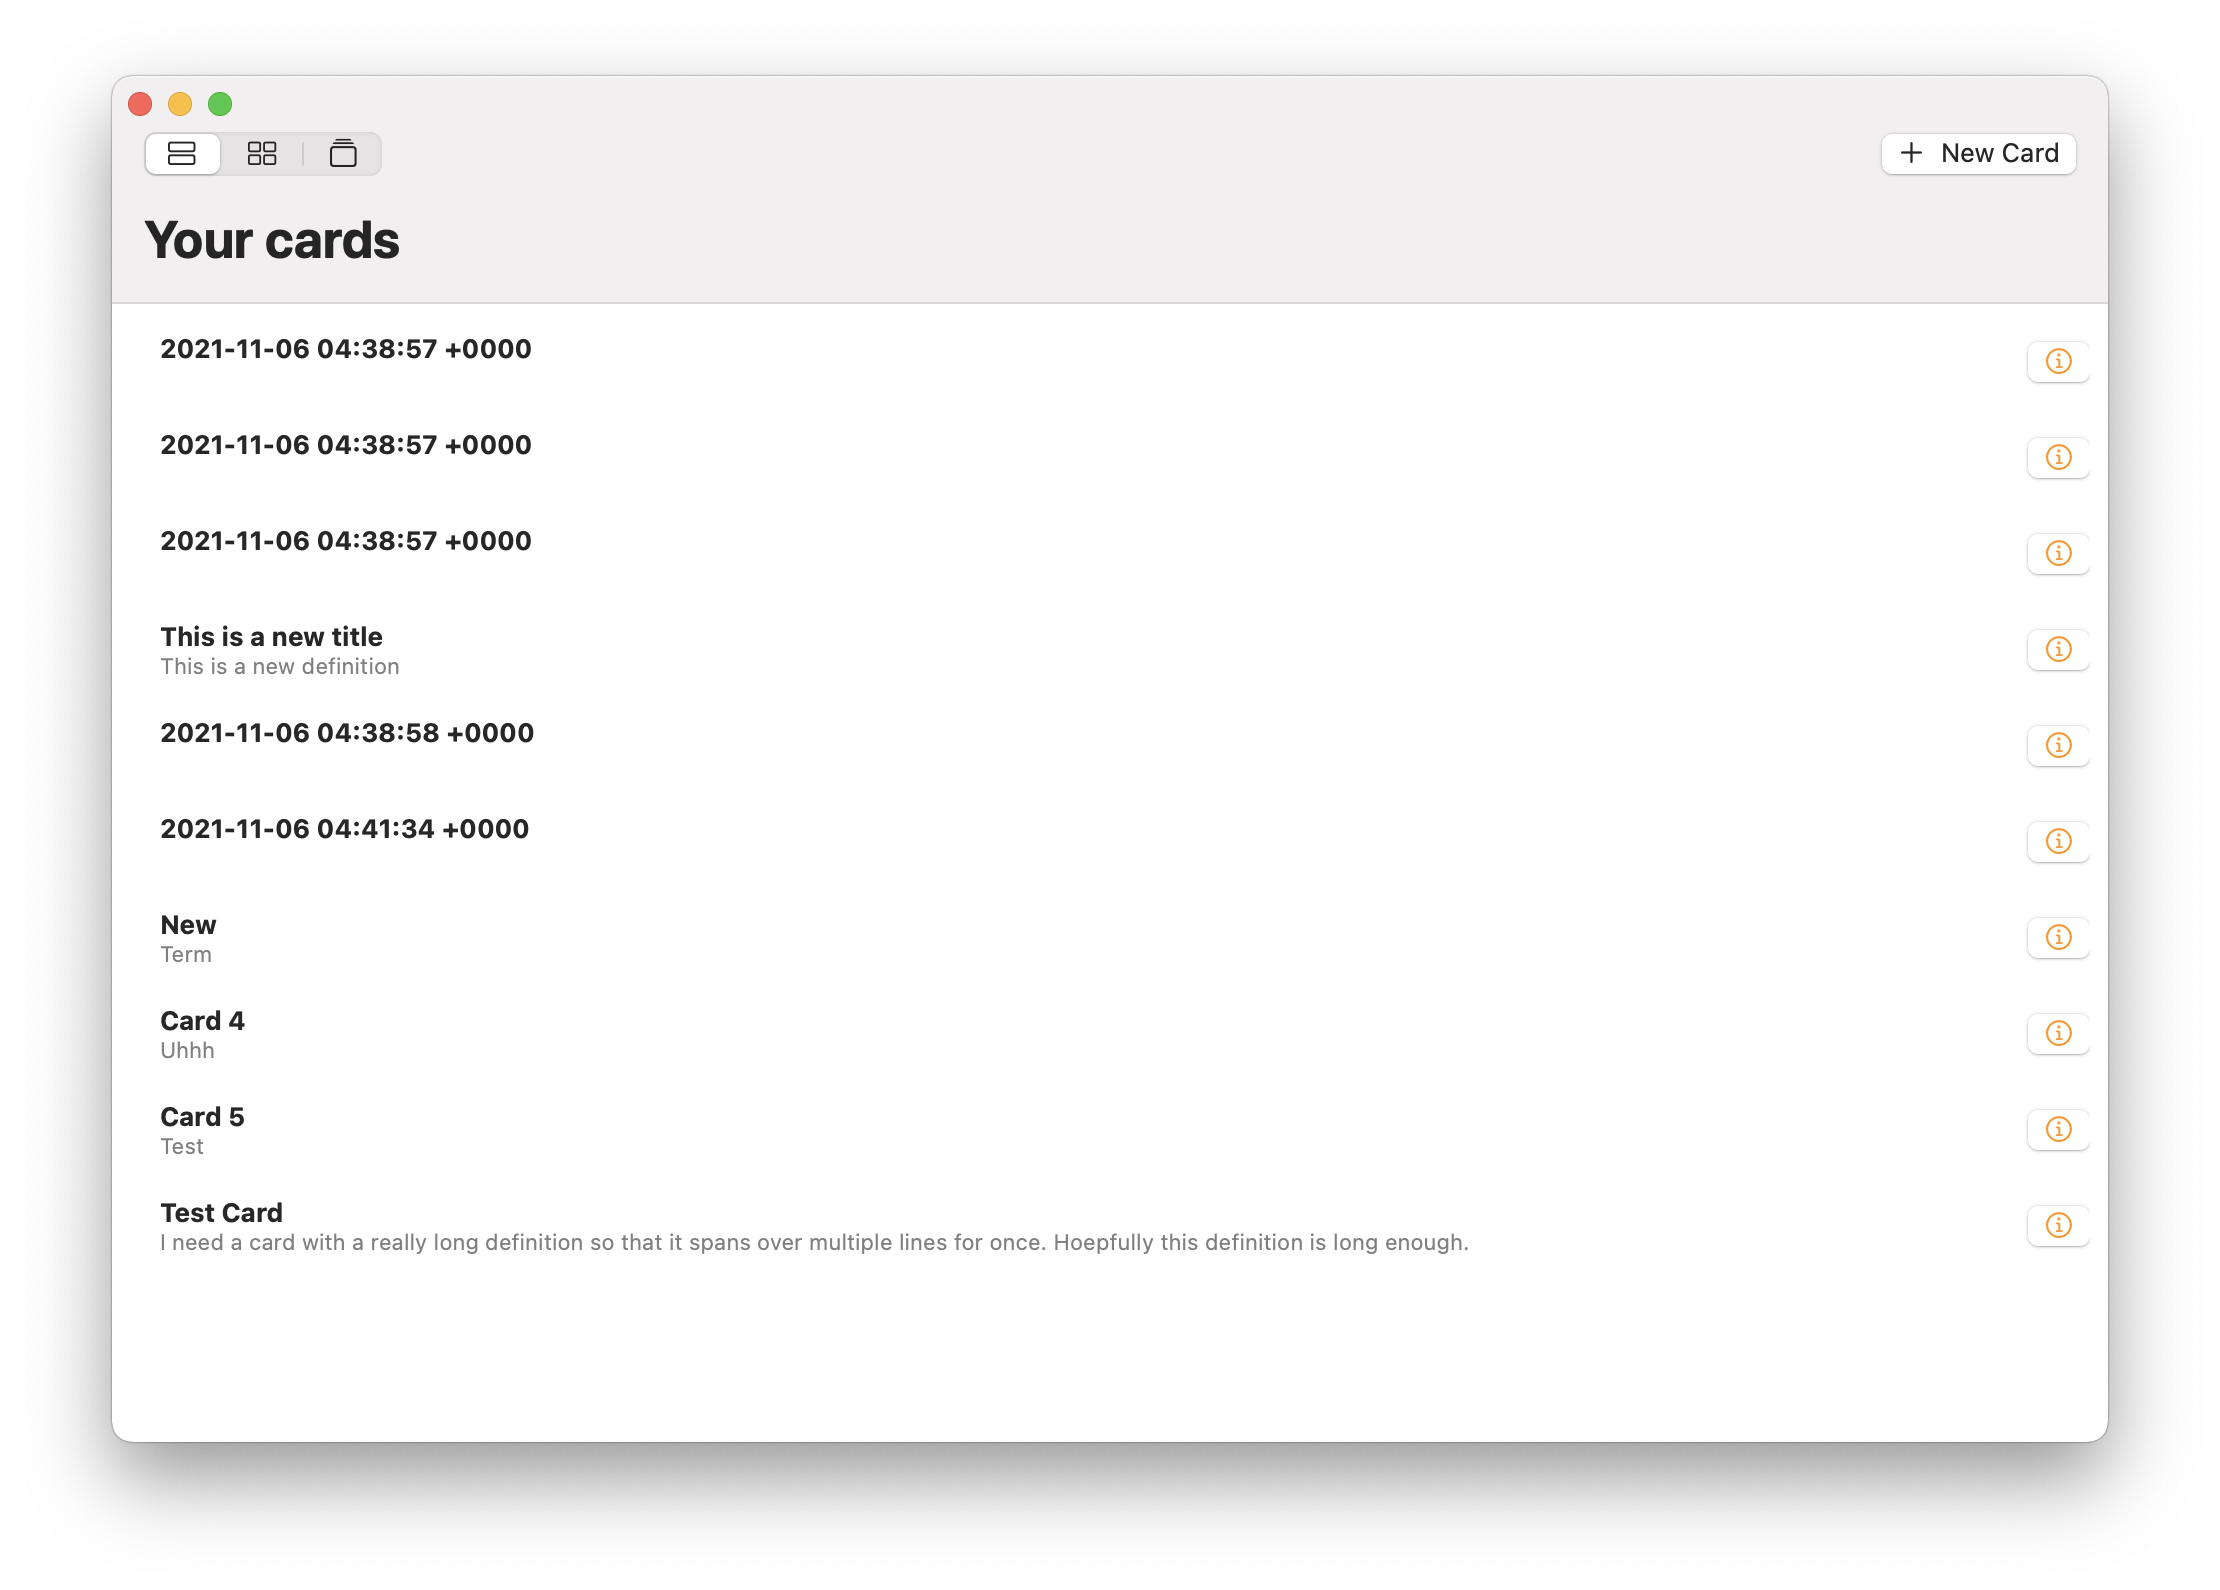 New Card
Your cards
2021-11-06 04:38:57 +0000
2021-11-06 04:38:57 +0000
2021-11-06 04:38:57 +0000
This is a new title
This is a new definition
2021-11-06 04:38:58 +0000
2021-11-06 04:41:34 +0000
New
Term
Card 4
Uhhh
Card 5
Test
Test Card
I need a card with a really long definition so that it spans over multiple lines for once. Hoepfully this definition is long enough.